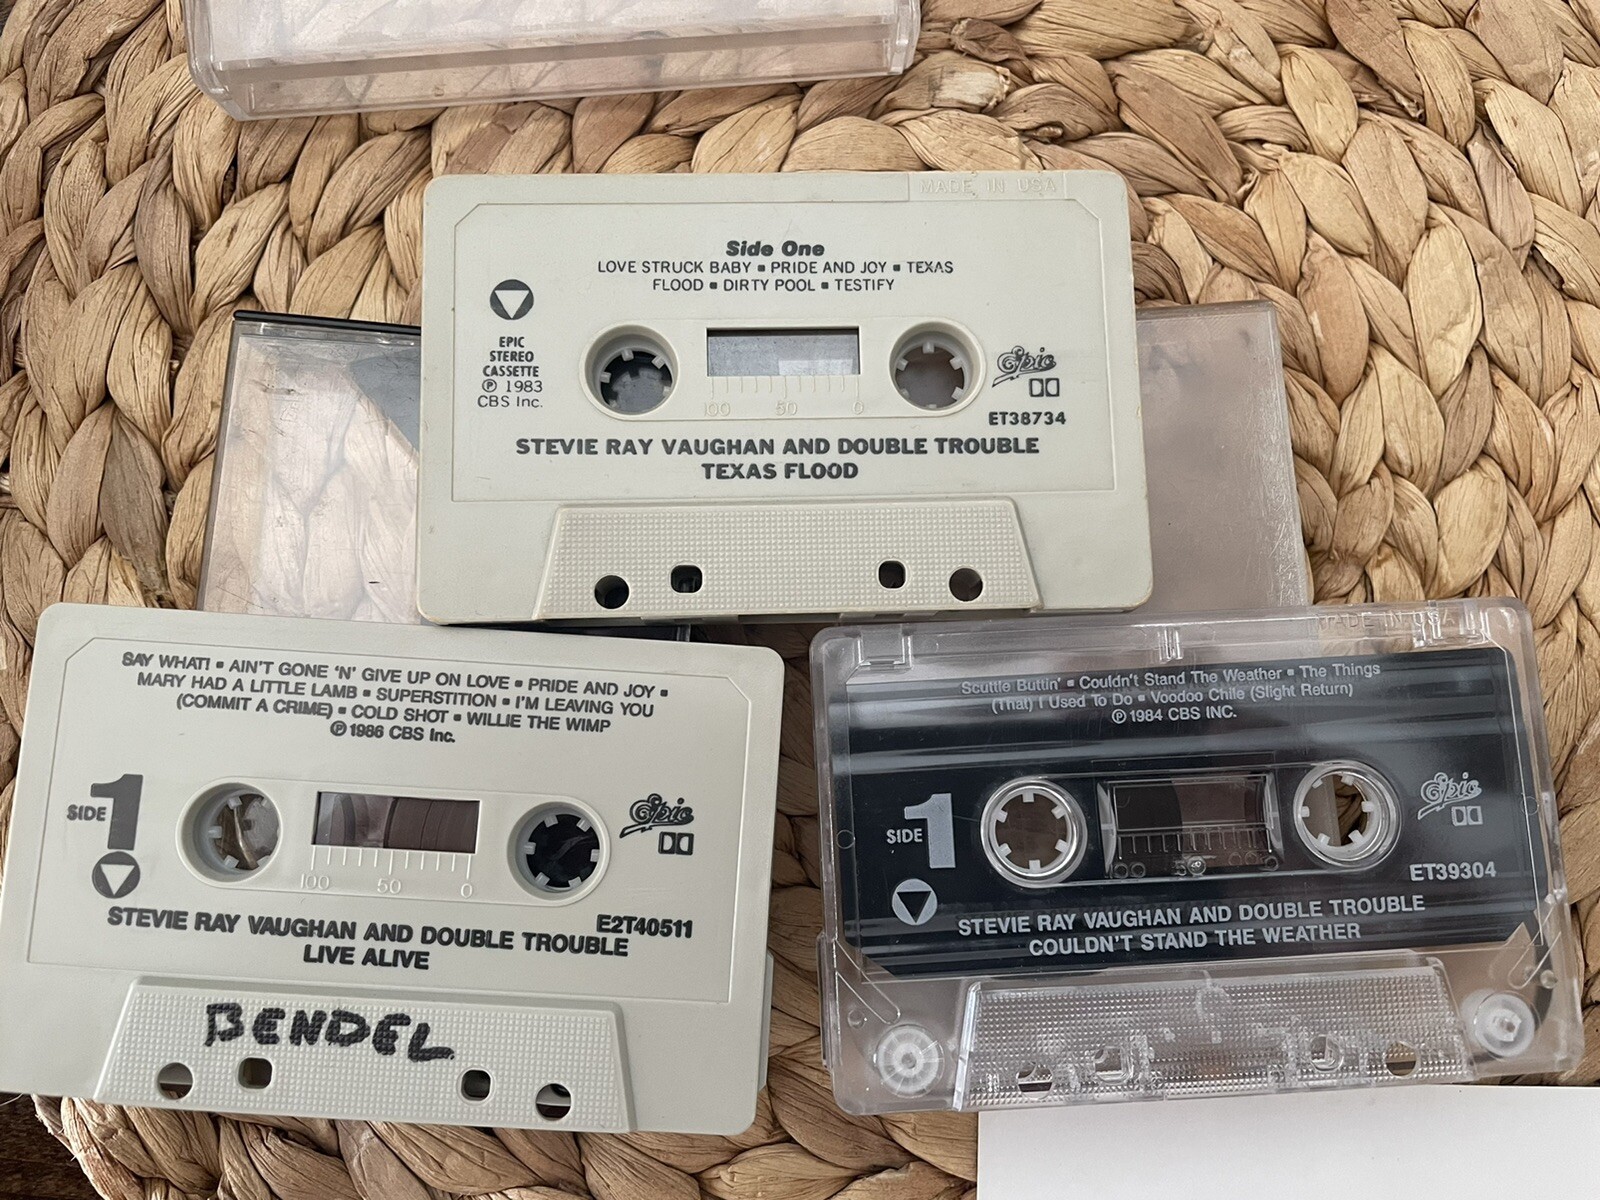 MADE IN USA
Side One
LOVE STRUCK BABY ▪ PRIDE AND JOY ▪ TEXAS
FLOOD ▪ DIRTY POOL ▪ TESTIFY
EPIC
STEREO
CASSETTE
℗ 1983
CBS Inc.
Epic
ET38734
100 50 0
STEVIE RAY VAUGHAN AND DOUBLE TROUBLE
TEXAS FLOOD
SAY WHAT! ▪ AIN'T GONE 'N' GIVE UP ON LOVE ▪ PRIDE AND JOY ▪
MARY HAD A LITTLE LAMB ▪ SUPERSTITION ▪ I'M LEAVING YOU
(COMMIT A CRIME) ▪ COLD SHOT ▪ WILLIE THE WIMP
℗ 1986 CBS Inc.
SIDE 1
Epic
100 50 0
E2T40511
STEVIE RAY VAUGHAN AND DOUBLE TROUBLE
LIVE ALIVE
BENDEL
MADE IN USA
Scuttle Buttin' ▪ Couldn't Stand The Weather ▪ The Things
(That) I Used To Do ▪ Voodoo Chile (Slight Return)
℗ 1984 CBS INC.
SIDE 1
Epic
ET39304
STEVIE RAY VAUGHAN AND DOUBLE TROUBLE
COULDN'T STAND THE WEATHER